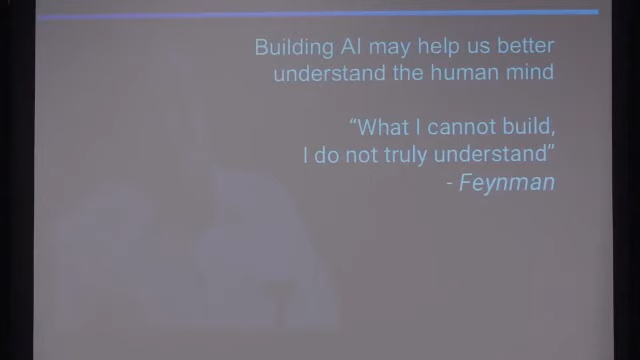 Building AI may help us better
understand the human mind
“What I cannot build,
I do not truly understand”
- Feynman